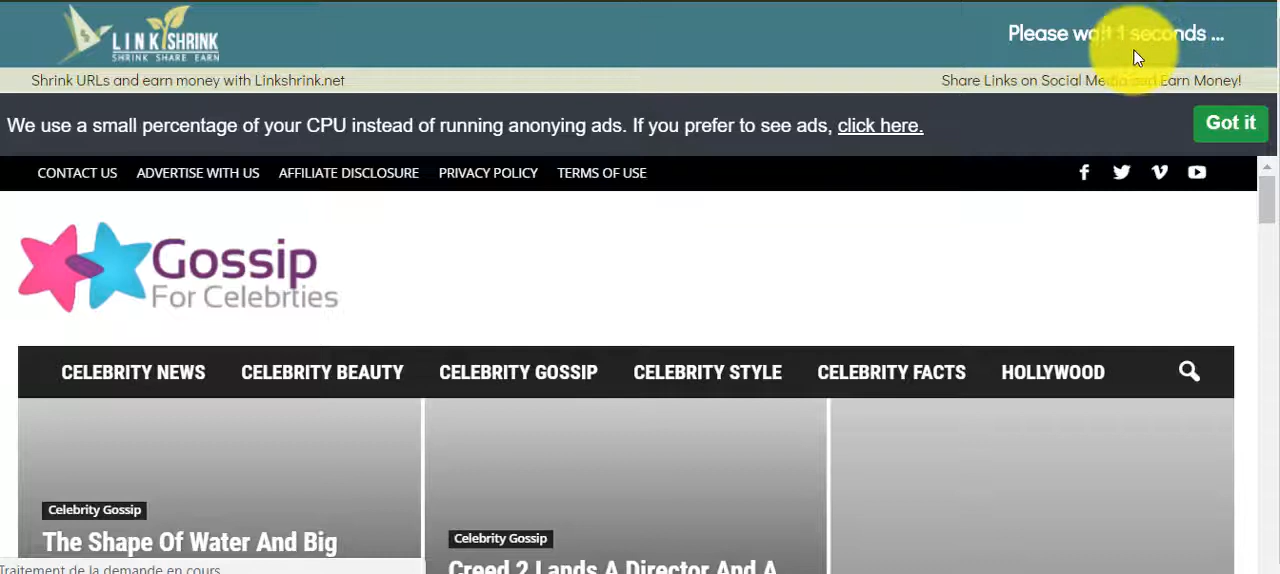 LINKSHRINK
SHRINK SHARE EARN
Please wait 1 seconds ...
Shrink URLs and earn money with Linkshrink.net
Share Links on Social Media and Earn Money!
We use a small percentage of your CPU instead of running anonying ads. If you prefer to see ads, click here.
Got it
CONTACT US ADVERTISE WITH US AFFILIATE DISCLOSURE PRIVACY POLICY TERMS OF USE
Gossip
For Celebrties
CELEBRITY NEWS CELEBRITY BEAUTY CELEBRITY GOSSIP CELEBRITY STYLE CELEBRITY FACTS HOLLYWOOD
Celebrity Gossip
The Shape Of Water And Big
Celebrity Gossip
Creed 2 Lands A Director And A
Traitement de la demande en cours